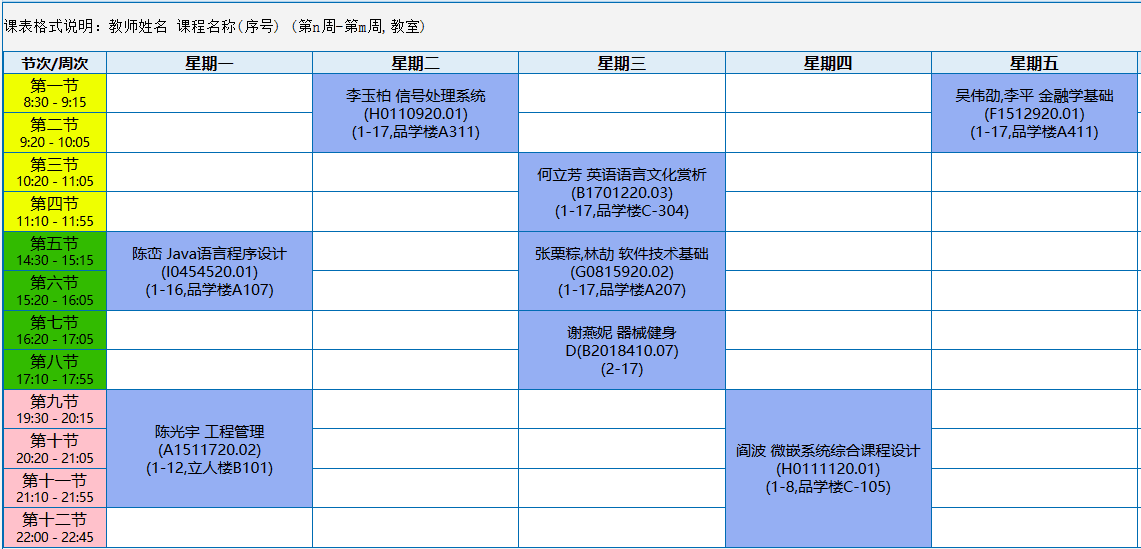 课表格式说明：教师姓名 课程名称(序号) (第n周-第m周,教室)
节次/周次 星期一 星期二 星期三 星期四 星期五
第一节
8:30 - 9:15
李玉柏 信号处理系统
(H0110920.01)
(1-17,品学楼A311)
吴伟劭,李平 金融学基础
(F1512920.01)
(1-17,品学楼A411)
第二节
9:20 - 10:05
第三节
10:20 - 11:05
何立芳 英语语言文化赏析
(B1701220.03)
(1-17,品学楼C-304)
第四节
11:10 - 11:55
第五节
14:30 - 15:15
陈峦 Java语言程序设计
(I0454520.01)
(1-16,品学楼A107)
张栗粽,林劼 软件技术基础
(G0815920.02)
(1-17,品学楼A207)
第六节
15:20 - 16:05
第七节
16:20 - 17:05
谢燕妮 器械健身
D(B2018410.07)
(2-17)
第八节
17:10 - 17:55
第九节
19:30 - 20:15
陈光宇 工程管理
(A1511720.02)
(1-12,立人楼B101)
阎波 微嵌系统综合课程设计
(H0111120.01)
(1-8,品学楼C-105)
第十节
20:20 - 21:05
第十一节
21:10 - 21:55
第十二节
22:00 - 22:45